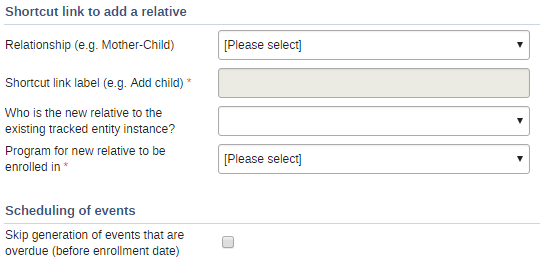 Shortcut link to add a relative
Relationship (e.g. Mother-Child)
[Please select]
Shortcut link label (e.g. Add child) *
Who is the new relative to the
existing tracked entity instance?
Program for new relative to be
enrolled in *
[Please select]
Scheduling of events
Skip generation of events that are
overdue (before enrollment date)